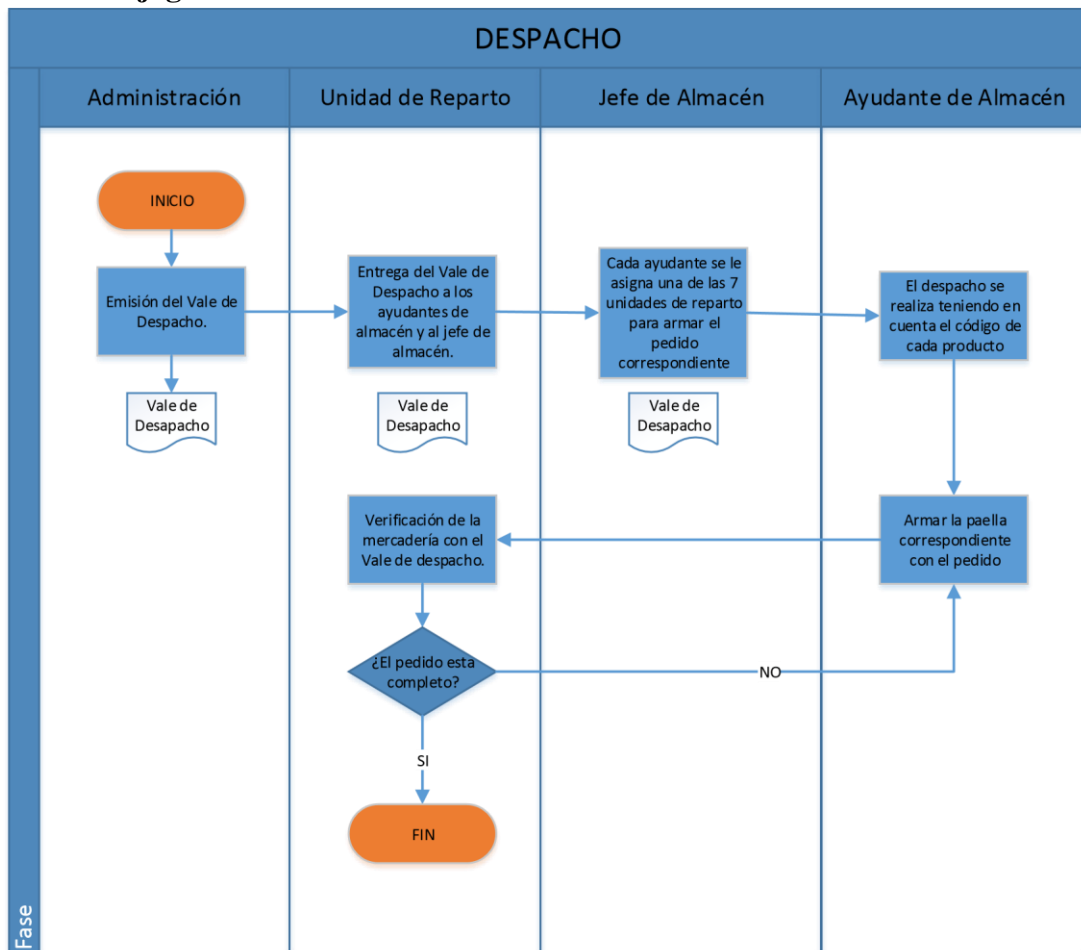 DESPACHO
Administración
Unidad de Reparto
Jefe de Almacén
Ayudante de Almacén
INICIO
Emisión del Vale de
Despacho.
Entrega del Vale de
Despacho a los
ayudantes de
almacén y al jefe de
almacén.
Cada ayudante se le
asigna una de las 7
unidades de reparto
para armar el
pedido
correspondiente
El despacho se
realiza teniendo en
cuenta el código de
cada producto
Vale de
Desapacho
Vale de
Desapacho
Vale de
Desapacho
Verificación de la
mercadería con el
Vale de despacho.
Armar la paella
correspondiente
con el pedido
¿El pedido esta
completo?
NO
SI
FIN
Fase